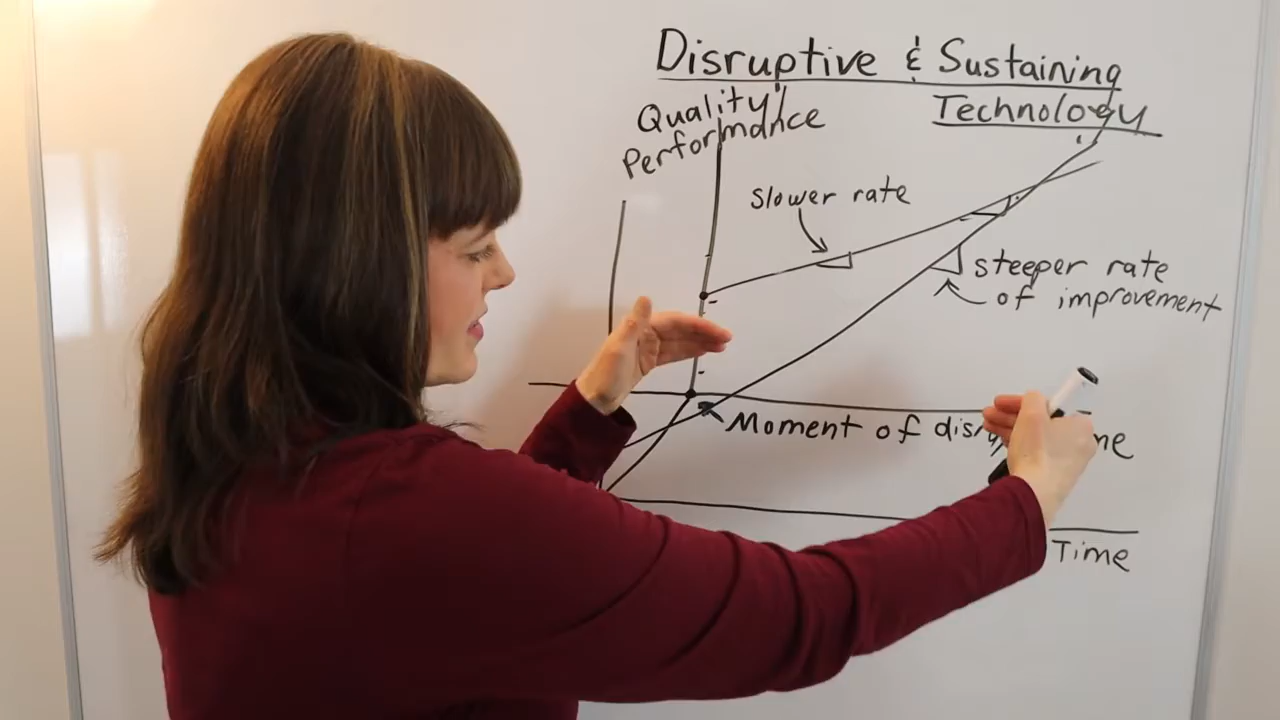 Disruptive & Sustaining
Technology
Quality/
Performance
Slower rate
steeper rate
of improvement
Moment of
Time